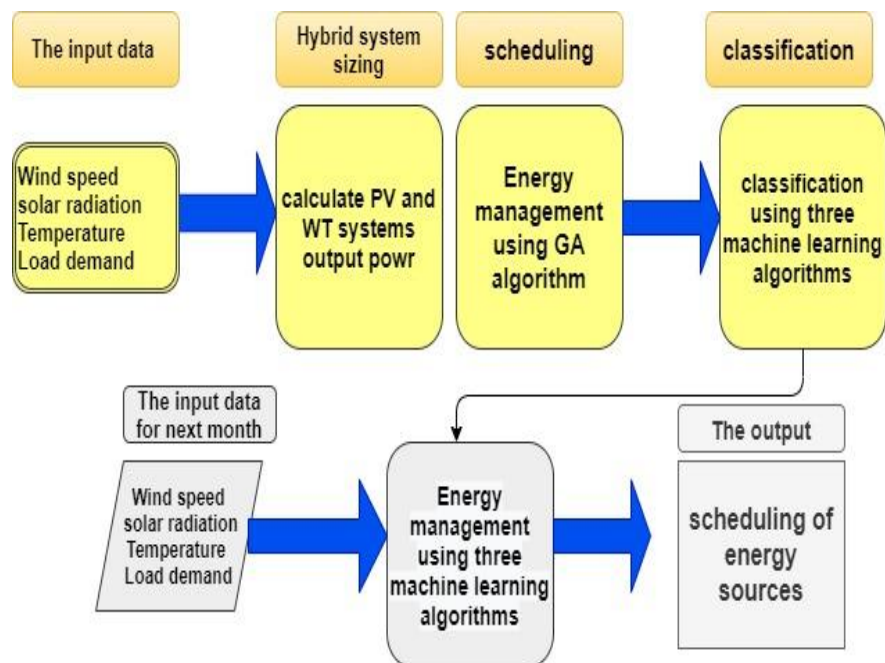 The input data
Hybrid system
sizing
scheduling
classification
Wind speed
solar radiation
Temperature
Load demand
calculate PV and
WT systems
output powr
Energy
management
using GA
algorithm
classification
using three
machine learning
algorithms
The input data
for next month
The output
Wind speed
solar radiation
Temperature
Load demand
Energy
management
using three
machine learning
algorithms
scheduling of
energy
sources